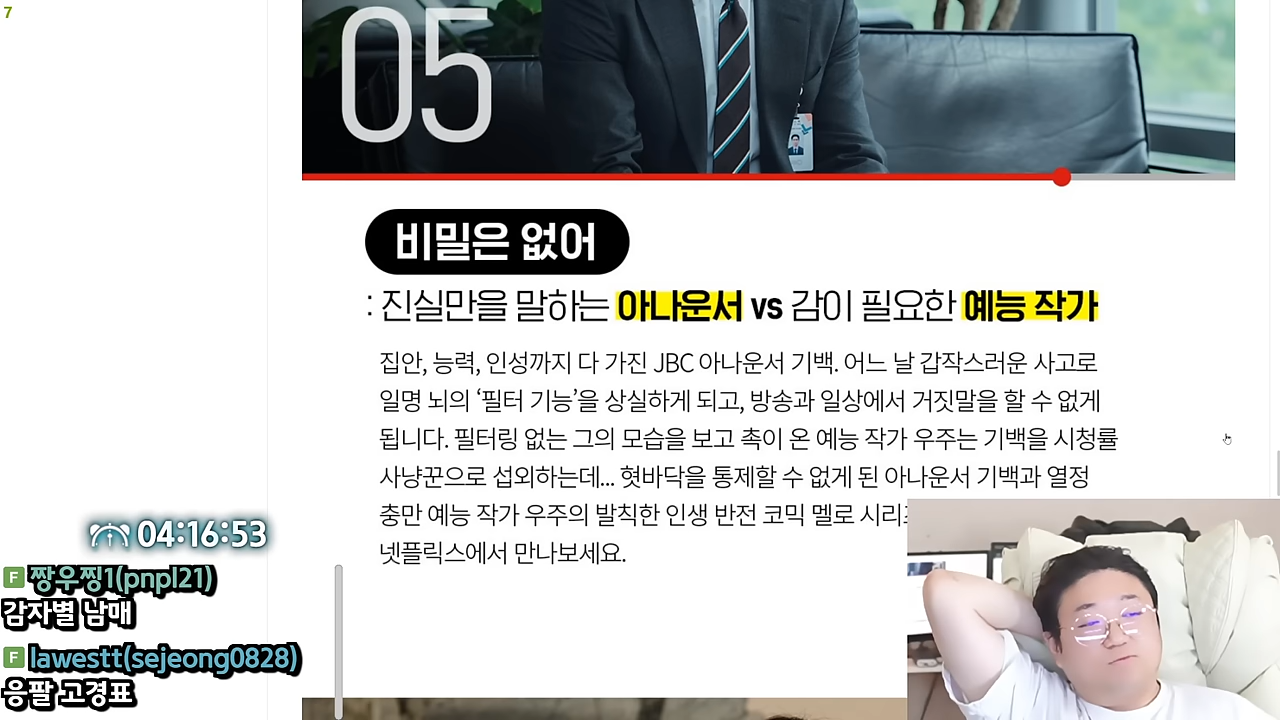 7
05
비밀은 없어
: 진실만을 말하는 아나운서 vs 감이 필요한 예능 작가
집안, 능력, 인성까지 다 가진 JBC 아나운서 기백. 어느 날 갑작스러운 사고로
일명 뇌의 ‘필터 기능’을 상실하게 되고, 방송과 일상에서 거짓말을 할 수 없게
됩니다. 필터링 없는 그의 모습을 보고 촉이 온 예능 작가 우주는 기백을 시청률
사냥꾼으로 섭외하는데... 혓바닥을 통제할 수 없게 된 아나운서 기백과 열정
충만 예능 작가 우주의 발칙한 인생 반전 코믹 멜로
넷플릭스에서 만나보세요.
04:16:53
F 짱우찡1(pnpl21)
감자별 남매
F lawestt(sejeong0828)
응팔 고경표